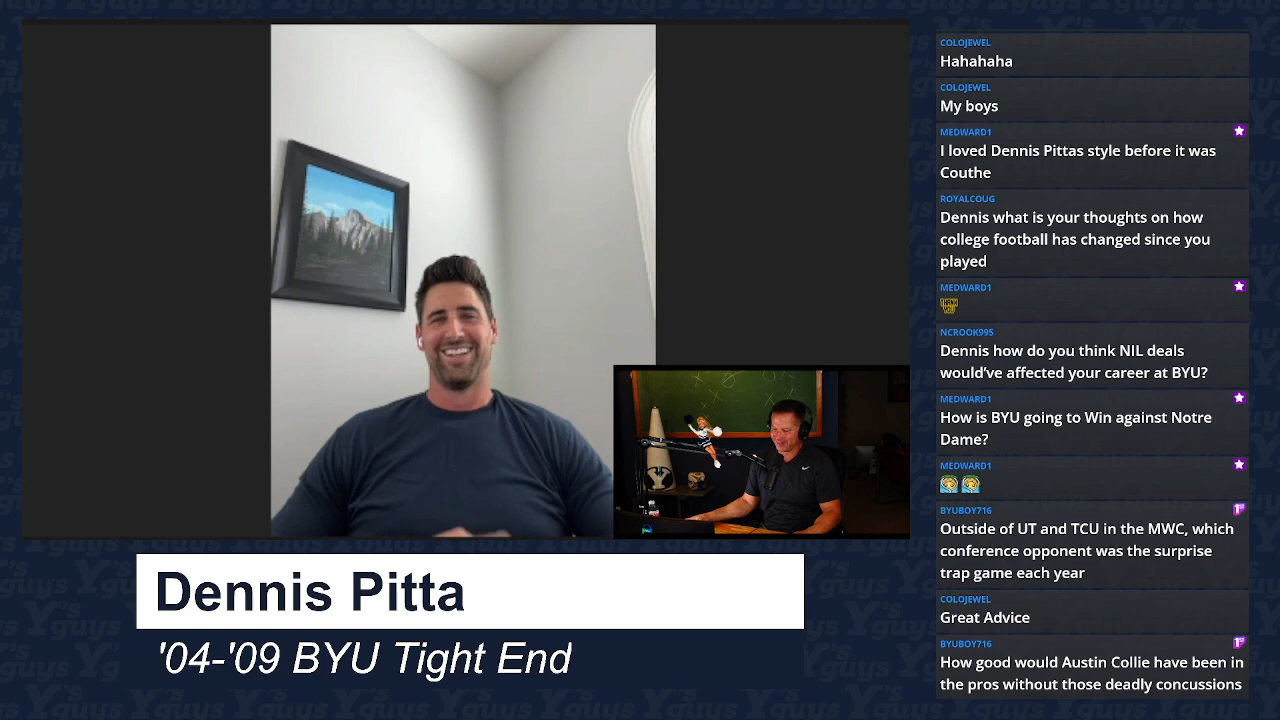 Dennis Pitta
'04-'09 BYU Tight End
COLOJEWEL
Hahahaha
COLOJEWEL
My boys
MEDWARD1
I loved Dennis Pittas style before it was
Couthe
ROYALCOUG
Dennis what is your thoughts on how
college football has changed since you
played
MEDWARD1
THANK
YOU
NCROOK995
Dennis how do you think NIL deals
would've affected your career at BYU?
MEDWARD1
How is BYU going to Win against Notre
Dame?
MEDWARD1
BYUBOY716
Outside of UT and TCU in the MWC, which
conference opponent was the surprise
trap game each year
COLOJEWEL
Great Advice
BYUBOY716
How good would Austin Collie have been in
the pros without those deadly concussions